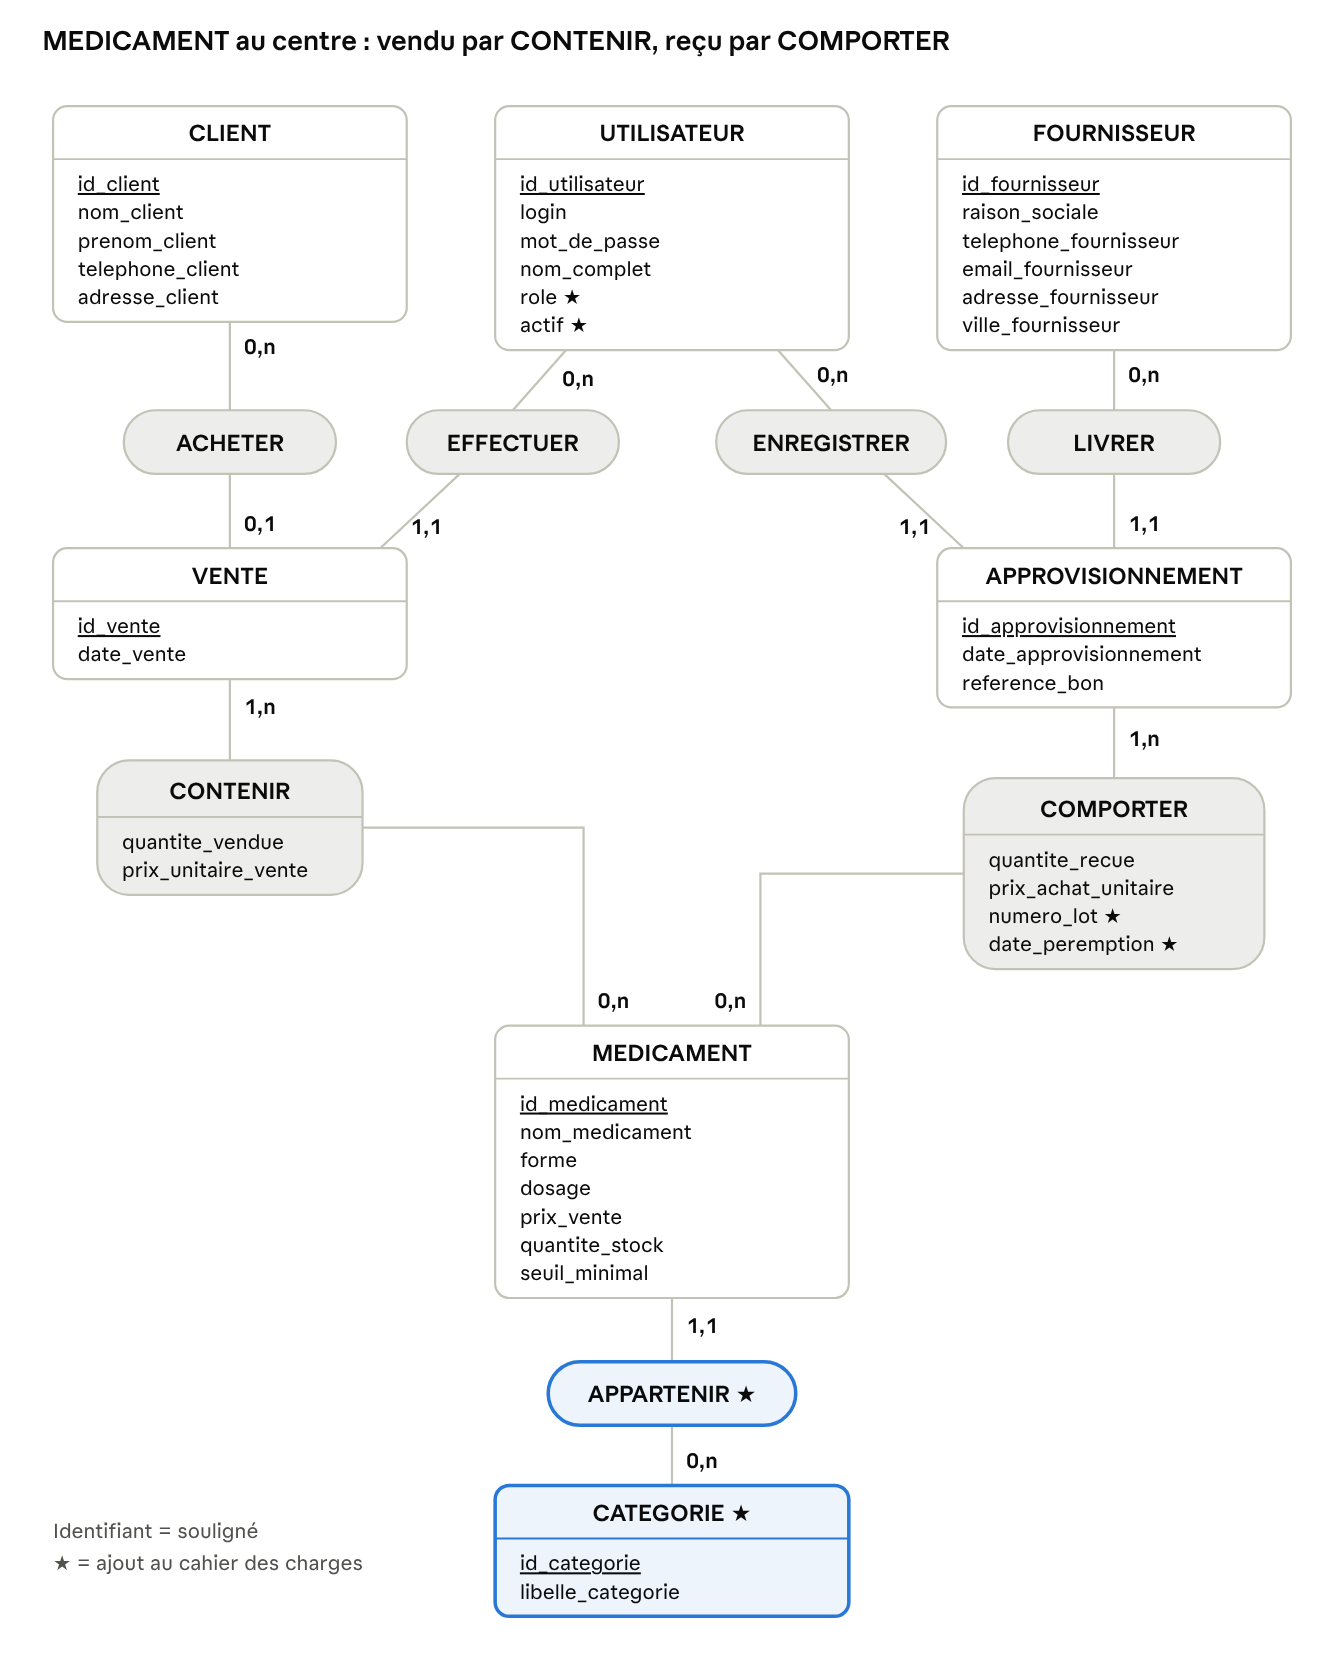 MEDICAMENT au centre : vendu par CONTENIR, reçu par COMPORTER
CLIENT
id_client
nom_client
prenom_client
telephone_client
adresse_client
UTILISATEUR
id_utilisateur
login
mot_de_passe
nom_complet
role ★
actif ★
FOURNISSEUR
id_fournisseur
raison_sociale
telephone_fournisseur
email_fournisseur
adresse_fournisseur
ville_fournisseur
0,n
0,n
0,n
0,n
ACHETER
EFFECTUER
ENREGISTRER
LIVRER
0,1
1,1
1,1
1,1
VENTE
id_vente
date_vente
APPROVISIONNEMENT
id_approvisionnement
date_approvisionnement
reference_bon
1,n
1,n
CONTENIR
quantite_vendue
prix_unitaire_vente
COMPORTER
quantite_recue
prix_achat_unitaire
numero_lot ★
date_peremption ★
0,n
0,n
MEDICAMENT
id_medicament
nom_medicament
forme
dosage
prix_vente
quantite_stock
seuil_minimal
1,1
APPARTENIR ★
0,n
CATEGORIE ★
id_categorie
libelle_categorie
Identifiant = souligné
★ = ajout au cahier des charges